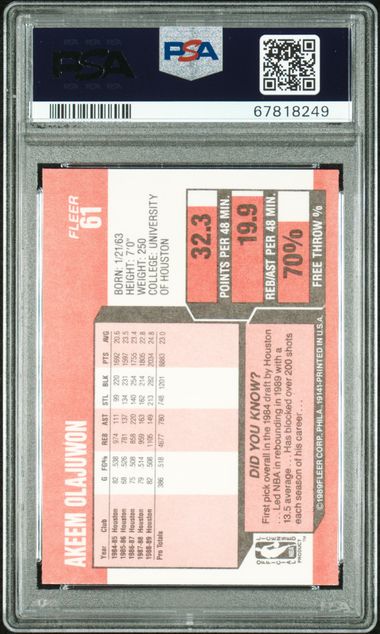 PSA
PSA
67818249
FLEER
61
AKEEM OLAJUWON
BORN: 1/21/63
HEIGHT: 7'0"
WEIGHT: 250
COLLEGE: UNIVERSITY
OF HOUSTON
Year Club G FG% REB AST STL BLK PTS AVG
1984-85 Houston 82 .538 974 111 99 220 1692 20.6
1985-86 Houston 68 .526 781 137 134 231 1597 23.5
1986-87 Houston 75 .508 858 220 140 254 1755 23.4
1987-88 Houston 79 .514 959 163 162 214 1805 22.8
1988-89 Houston 82 .508 1105 149 213 282 2034 24.8
Pro Totals 386 .518 4677 780 748 1201 8883 23.0
32.3
POINTS PER 48 MIN.
19.9
REB/AST PER 48 MIN.
70%
FREE THROW %
DID YOU KNOW?
First pick overall in the 1984 draft by Houston
. . . Led NBA in rebounding in 1989 with a
13.5 average . . . Has blocked over 200 shots
each season of his career. . .
OFFICIAL
LICENSED
PRODUCT
NBA
TM
©1989 FLEER CORP., PHILA., 19141-PRINTED IN U.S.A.